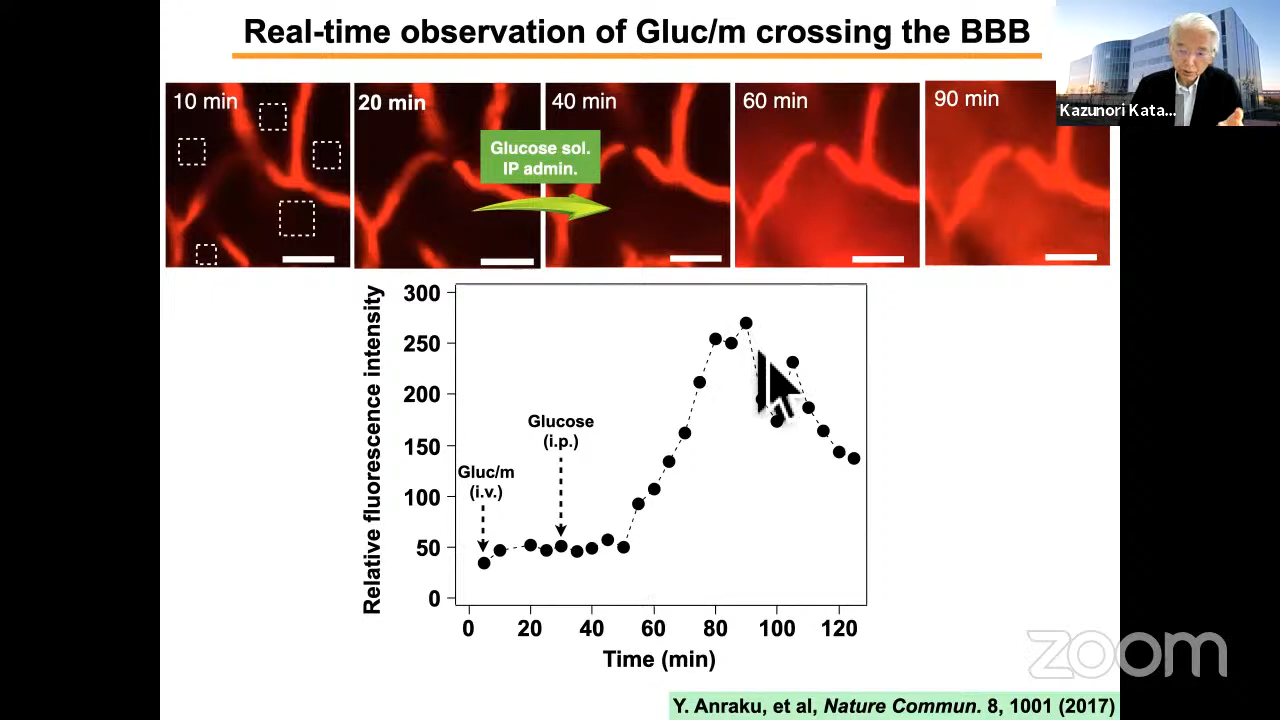 Real-time observation of Gluc/m crossing the BBB
Kazunori Kata...
10 min
20 min
40 min
60 min
90 min
Glucose sol.
IP admin.
Relative fluorescence intensity
300
250
200
150
100
50
0
Glucose
(i.p.)
Gluc/m
(i.v.)
0 20 40 60 80 100 120
Time (min)
zoom
Y. Anraku, et al, Nature Commun. 8, 1001 (2017)